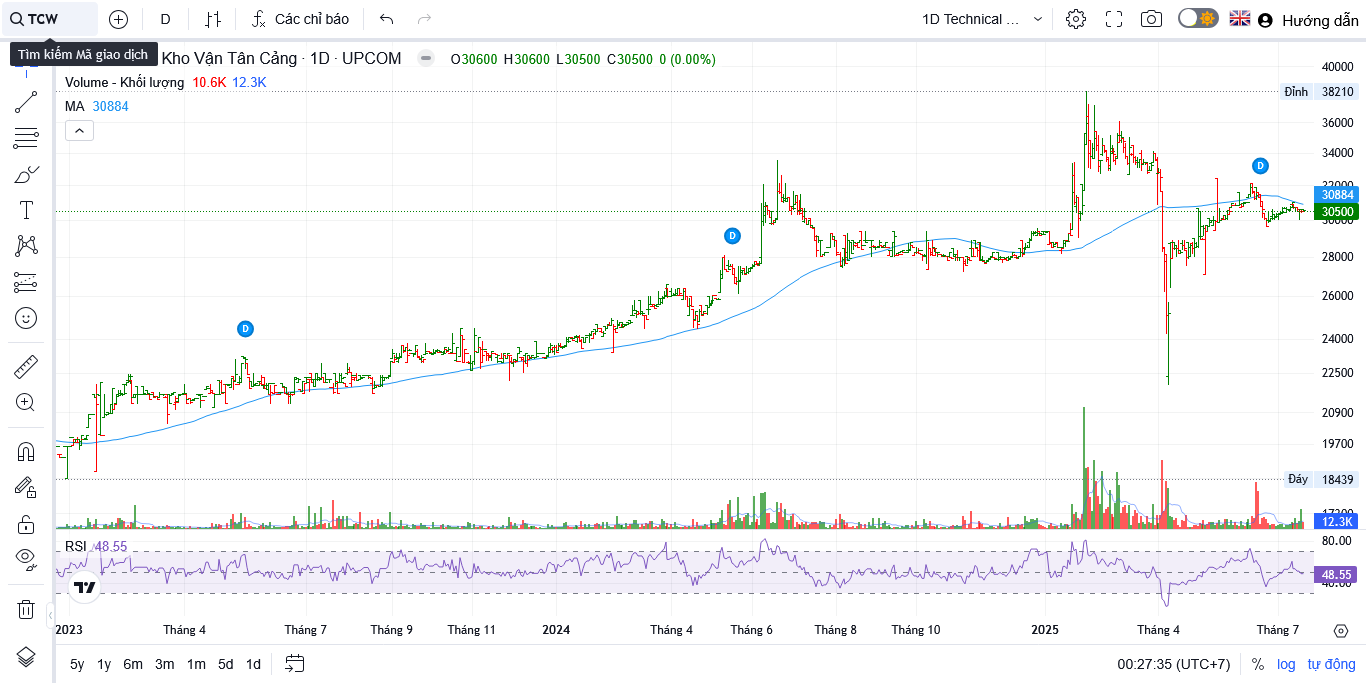 TCW D Các chỉ báo 1D Technical ... Hướng dẫn
Tìm kiếm Mã giao dịch
Kho Vận Tân Cảng · 1D · UPCOM O30600 H30600 L30500 C30500 0 (0.00%)
Volume - Khối lượng 10.6K 12.3K
MA 30884
40000
Đỉnh 38210
36000
34000
32000
30884
30500
30000
28000
26000
24000
22500
20900
19700
Đáy 18439
17300
12.3K
D
D
D
RSI 48.55
80.00
48.55
40.00
2023 Tháng 4 Tháng 7 Tháng 9 Tháng 11 2024 Tháng 4 Tháng 6 Tháng 8 Tháng 10 2025 Tháng 4 Tháng 7
5y 1y 6m 3m 1m 5d 1d 00:27:35 (UTC+7) % log tự động